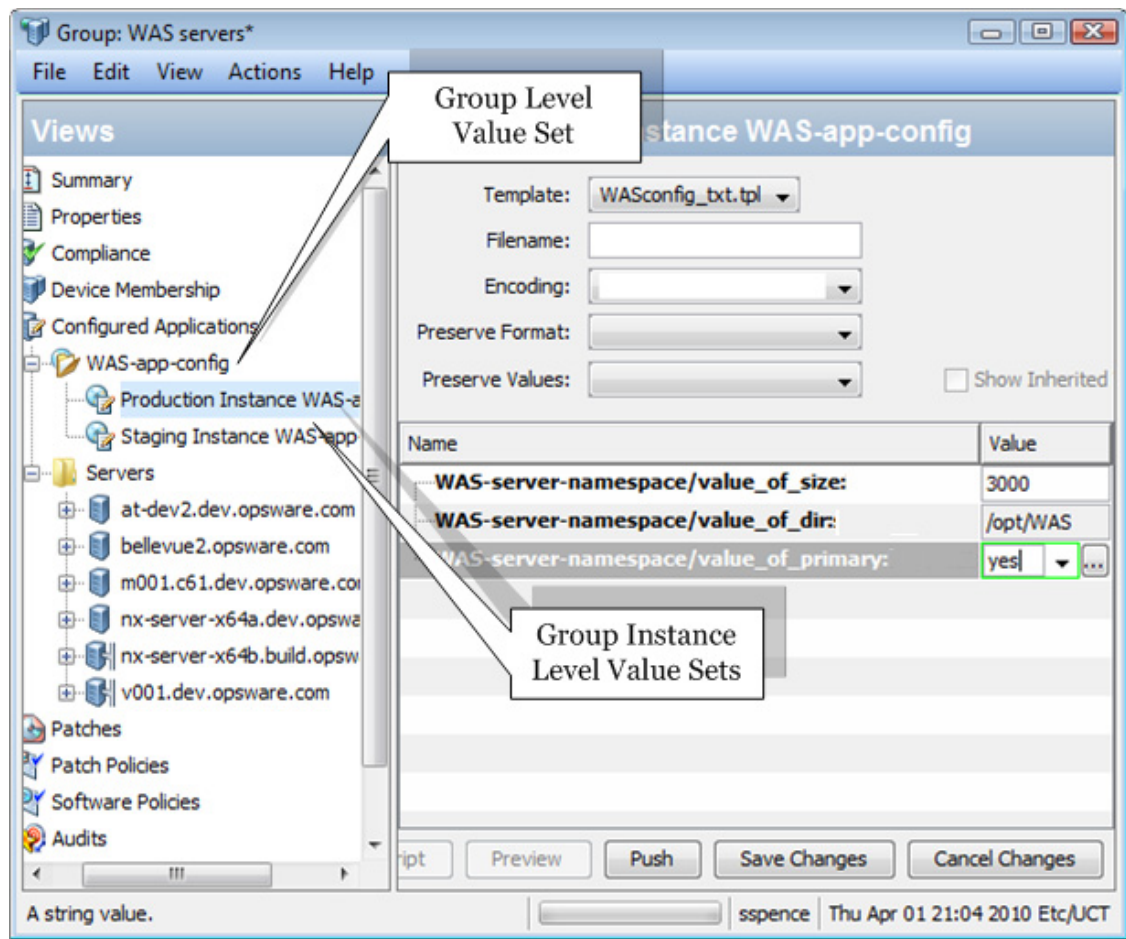 Group: WAS servers*
File Edit View Actions Help
Group Level
Value Set
Views
stance WAS-app-config
Summary
Properties
Compliance
Device Membership
Configured Applications
WAS-app-config
Production Instance WAS-a
Staging Instance WAS-app
Servers
at-dev2.dev.opsware.com
bellevue2.opsware.com
m001.c61.dev.opsware.co
nx-server-x64a.dev.opswa
nx-server-x64b.build.opsw
v001.dev.opsware.com
Patches
Patch Policies
Software Policies
Audits
Template: WASconfig_txt.tpl
Filename:
Encoding:
Preserve Format:
Preserve Values: Show Inherited
Name Value
WAS-server-namespace/value_of_size: 3000
WAS-server-namespace/value_of_dir: /opt/WAS
WAS-server-namespace/value_of_primary: yes ...
Group Instance
Level Value Sets
ript Preview Push Save Changes Cancel Changes
A string value. sspence Thu Apr 01 21:04 2010 Etc/UCT